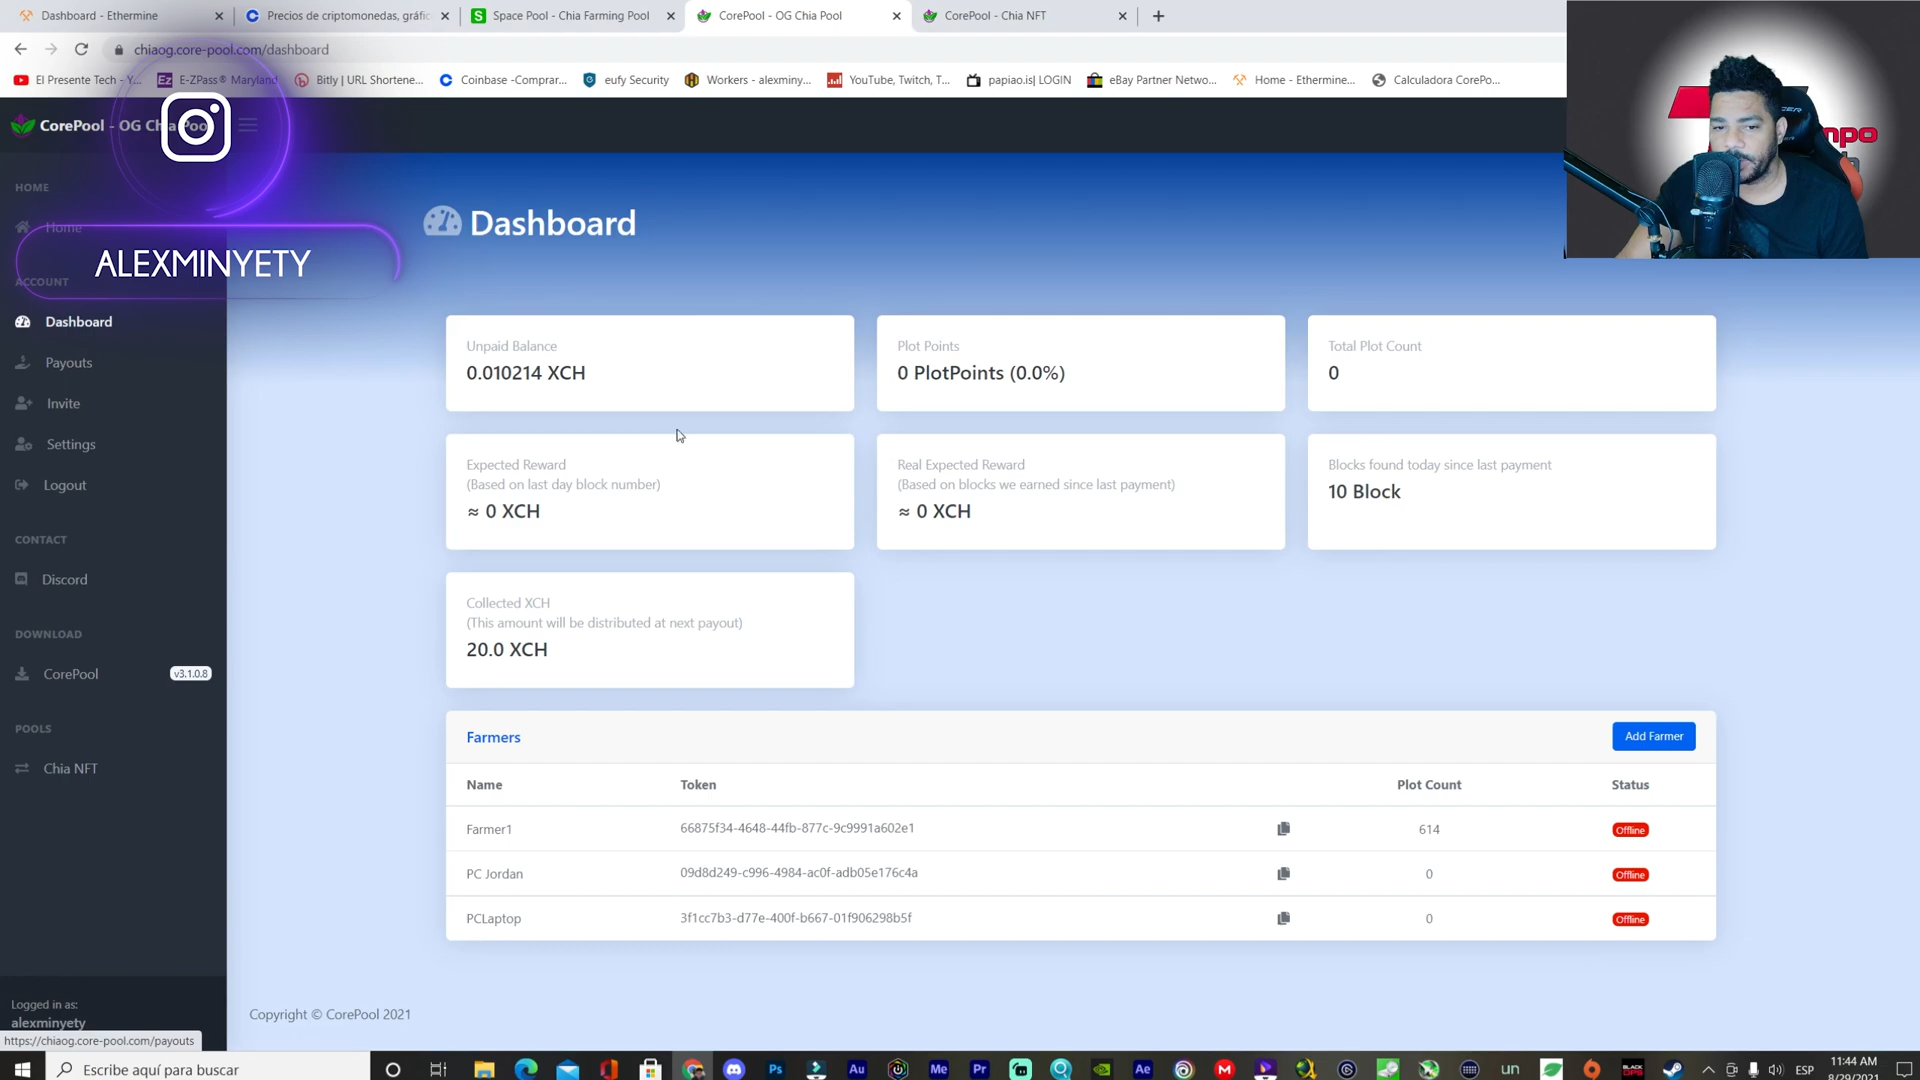 Dashboard - Ethermine
Precios de criptomonedas, gráfic
Space Pool - Chia Farming Pool
CorePool - OG Chia Pool
CorePool - Chia NFT
chiaog.core-pool.com/dashboard
El Presente Tech - Y...
E-ZPass® Maryland
Bitly | URL Shortene...
Coinbase -Comprar...
eufy Security
Workers - alexminy...
YouTube, Twitch, T...
papiao.is| LOGIN
eBay Partner Netwo...
Home - Ethermine...
Calculadora CorePo...
CorePool - OG Chia Pool
HOME
Home
ALEXMINYETY
ACCOUNT
Dashboard
Payouts
Invite
Settings
Logout
CONTACT
Discord
DOWNLOAD
CorePool
v3.1.0.8
POOLS
Chia NFT
Logged in as:
alexminyety
https://chiaog.core-pool.com/payouts
Dashboard
Unpaid Balance
0.010214 XCH
Plot Points
0 PlotPoints (0.0%)
Total Plot Count
0
Expected Reward
(Based on last day block number)
≈ 0 XCH
Real Expected Reward
(Based on blocks we earned since last payment)
≈ 0 XCH
Blocks found today since last payment
10 Block
Collected XCH
(This amount will be distributed at next payout)
20.0 XCH
Farmers
Add Farmer
Name Token Plot Count Status
Farmer1 66875f34-4648-44fb-877c-9c9991a602e1 614 Offline
PC Jordan 09d8d249-c996-4984-ac0f-adb05e176c4a 0 Offline
PCLaptop 3f1cc7b3-d77e-400f-b667-01f906298b5f 0 Offline
Copyright © CorePool 2021
Escribe aquí para buscar
ESP
11:44 AM
8/29/2021